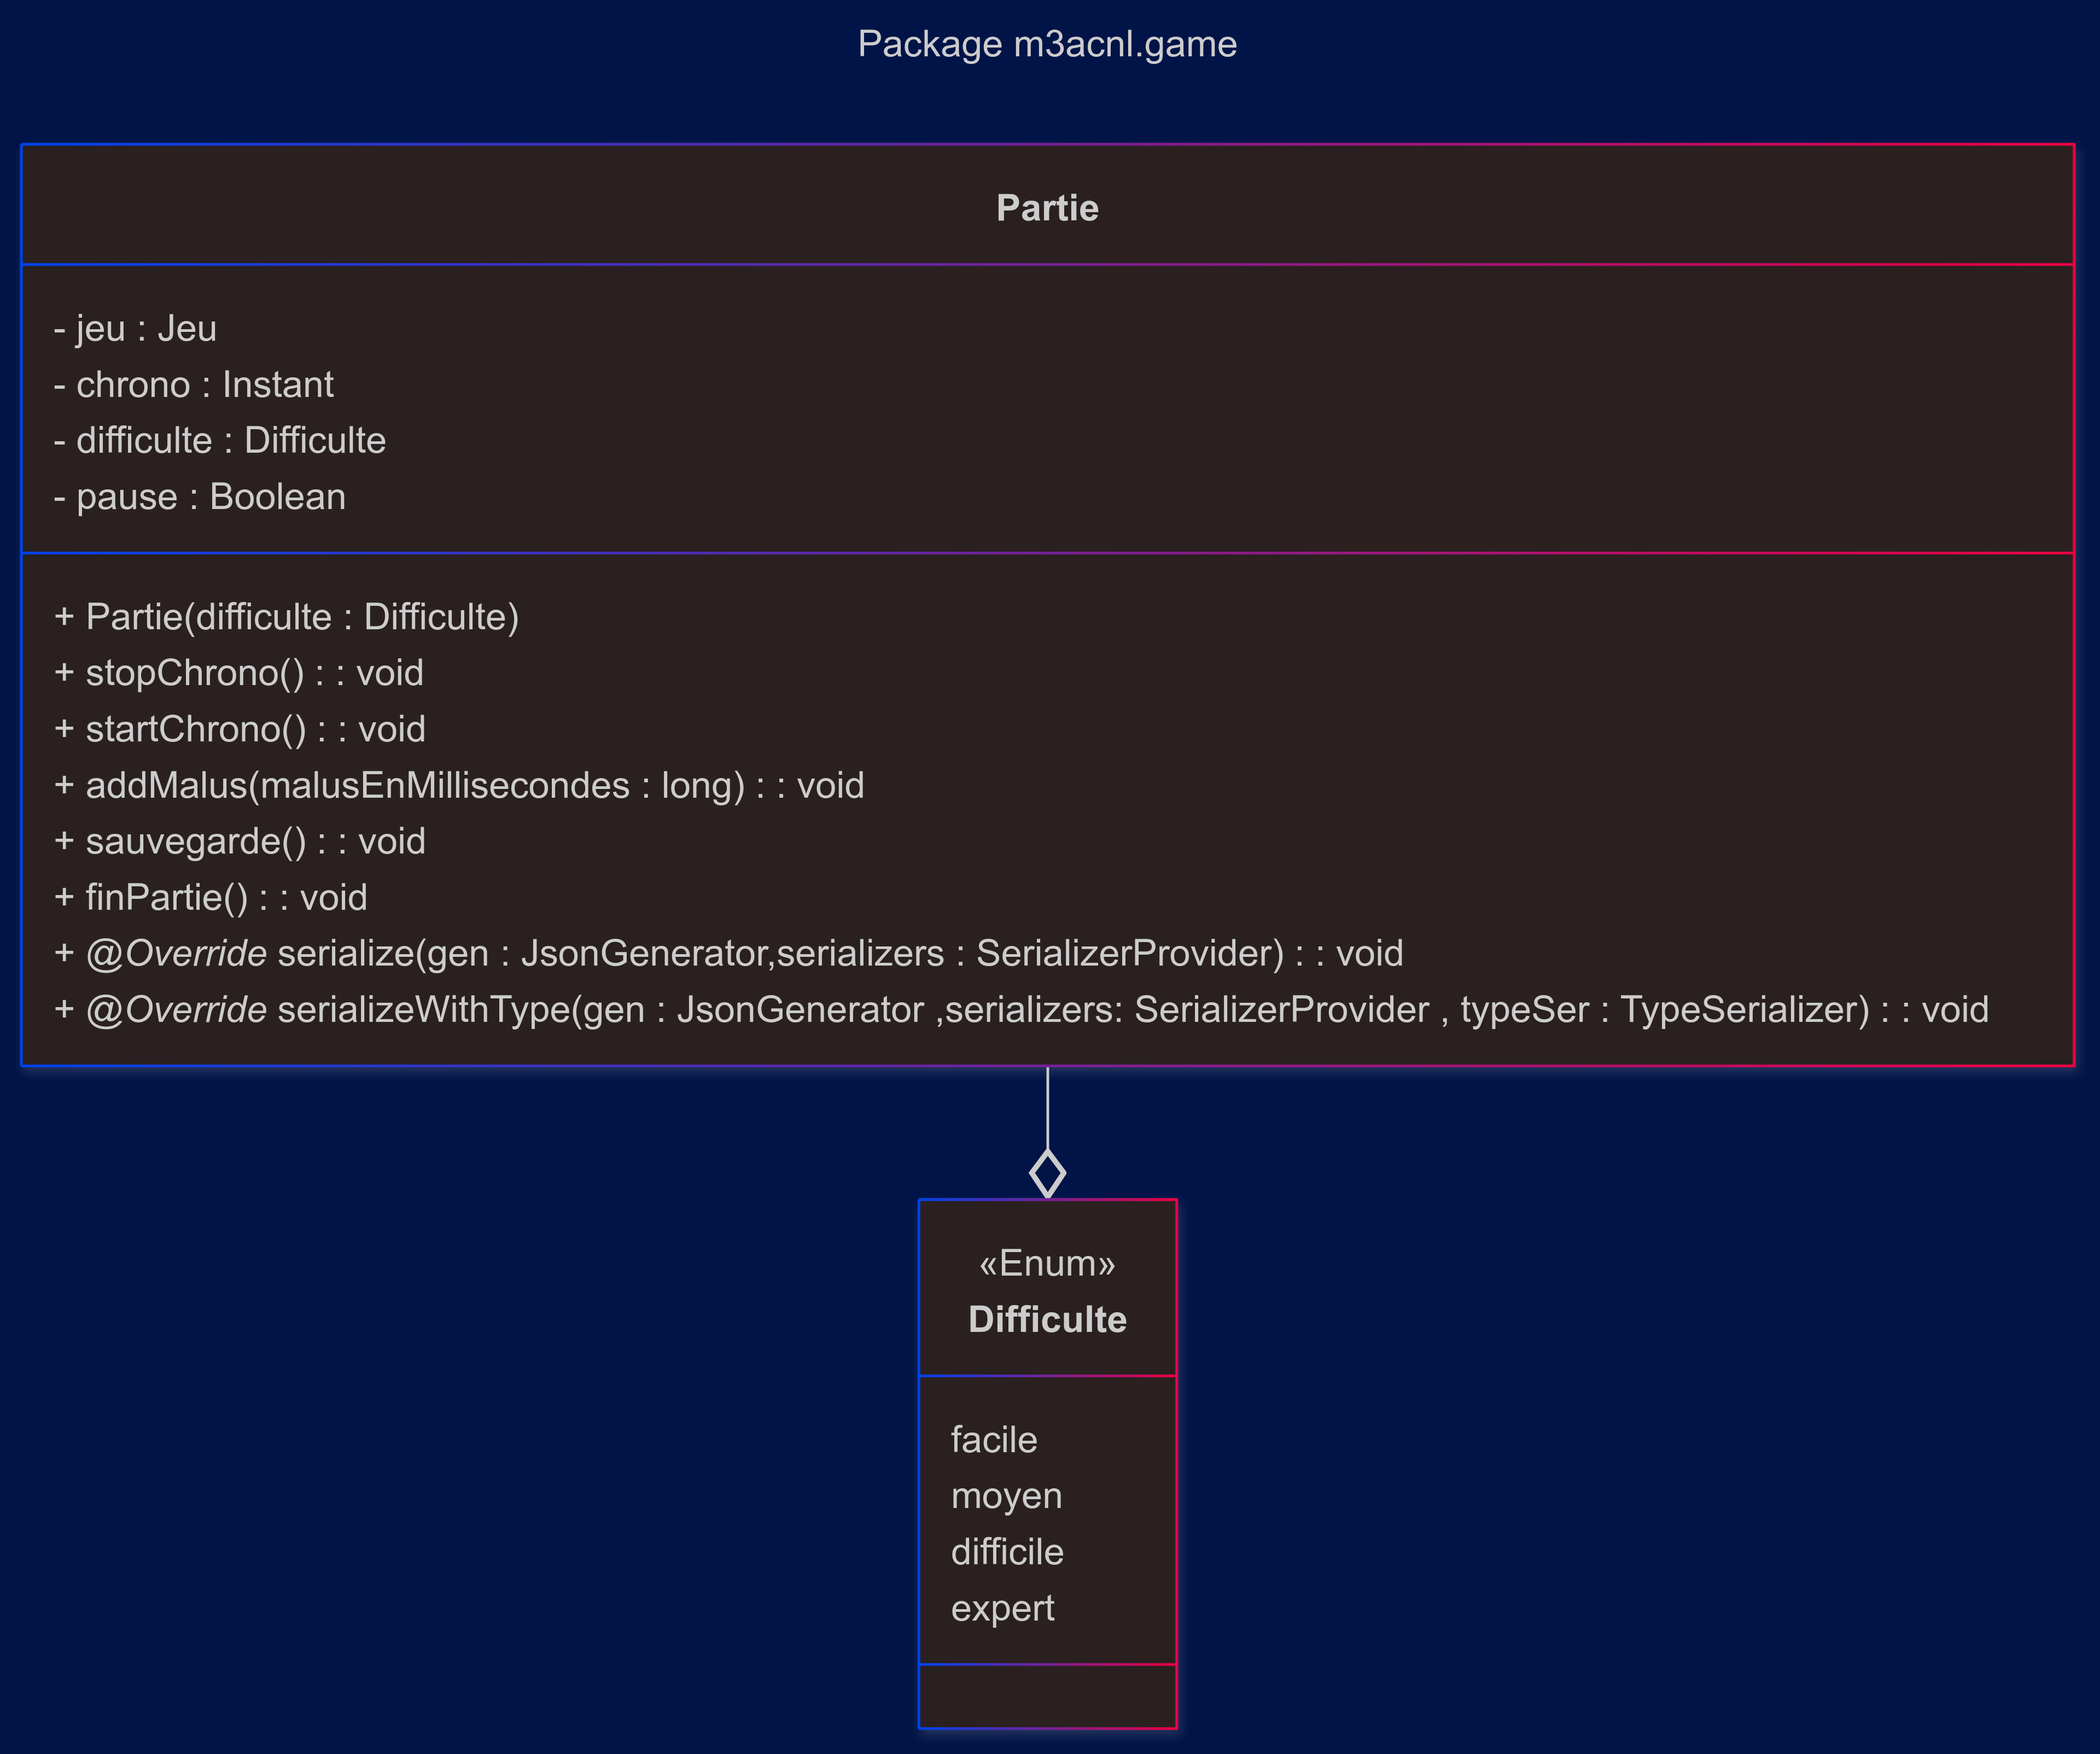 Package m3acnl.game
Partie
- jeu : Jeu
- chrono : Instant
- difficulte : Difficulte
- pause : Boolean
+ Partie(difficulte : Difficulte)
+ stopChrono() : : void
+ startChrono() : : void
+ addMalus(malusEnMillisecondes : long) : : void
+ sauvegarde() : : void
+ finPartie() : : void
+ @Override serialize(gen : JsonGenerator,serializers : SerializerProvider) : : void
+ @Override serializeWithType(gen : JsonGenerator ,serializers: SerializerProvider , typeSer : TypeSerializer) : : void
«Enum»
Difficulte
facile
moyen
difficile
expert